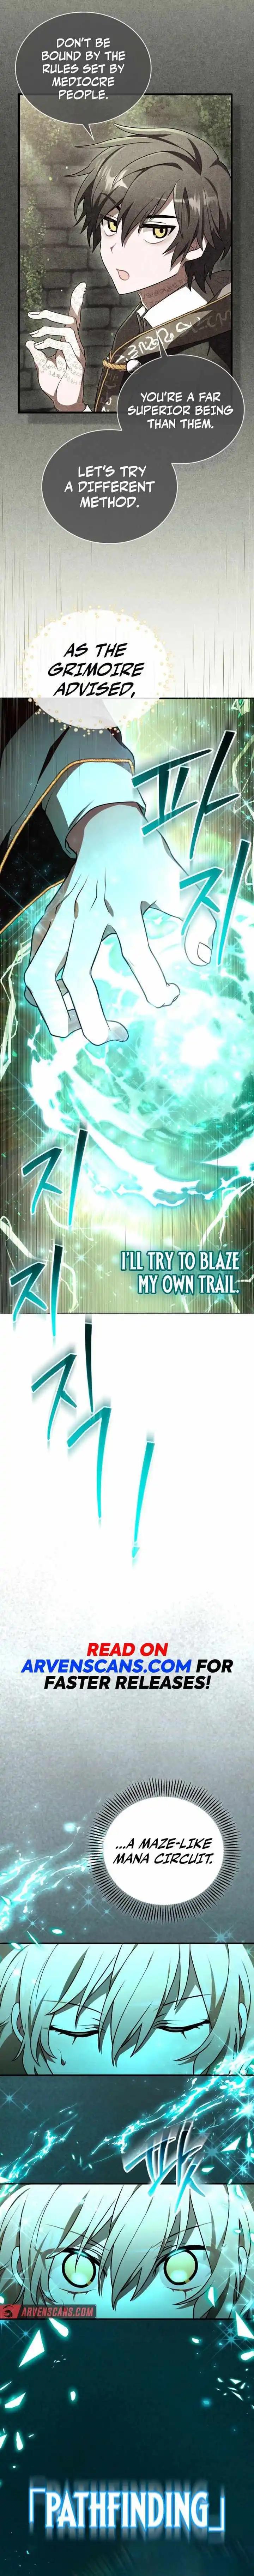 DON'T BE
BOUND BY THE
RULES SET BY
MEDIOCRE
PEOPLE.
YOU'RE A FAR
SUPERIOR BEING
THAN THEM.
LET'S TRY
A DIFFERENT
METHOD.
AS THE
GRIMOIRE
ADVISED,
파
지
지
직
I'LL TRY TO BLAZE
MY OWN TRAIL.
READ ON
ARVENSCANS.COM FOR
FASTER RELEASES!
...A MAZE-LIKE
MANA CIRCUIT.
팟
ARVENSCANS.COM
「PATHFINDING」